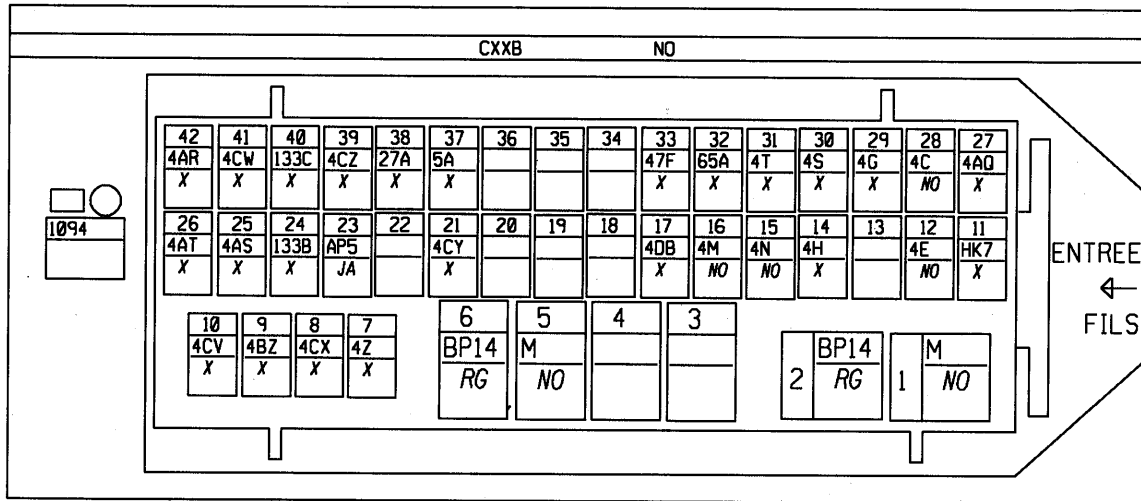 CXXB NO
42 41 40 39 38 37 36 35 34 33 32 31 30 29 28 27
4AR 4CW 133C 4CZ 27A 5A 47F 65A 4T 4S 4G 4C 4AQ
X X X X X X X X X X X NO X
1094
26 25 24 23 22 21 20 19 18 17 16 15 14 13 12 11
4AT 4AS 133B AP5 4CY 4DB 4M 4N 4H 4E HK7
X X X JA X X NO NO X NO X
ENTREE
FILS
10 9 8 7
4CV 4BZ 4CX 4Z
X X X X
6 5 4 3
BP14 M
RG NO
2 BP14 RG
1 M NO